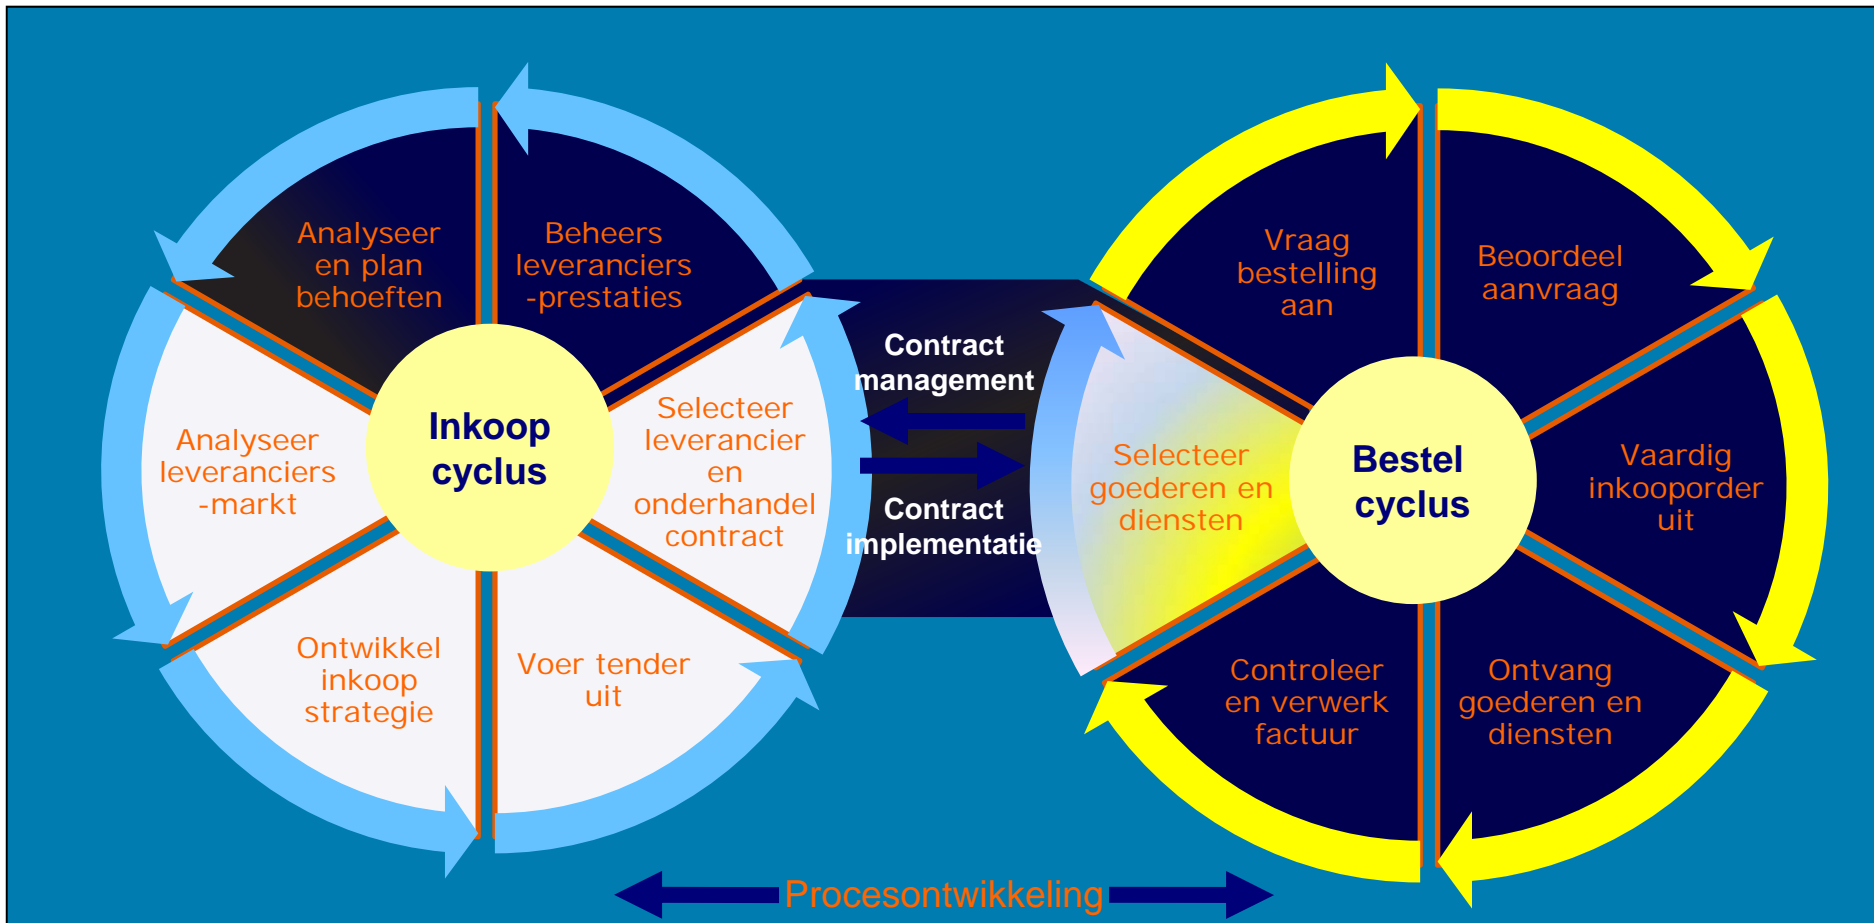 Analyseer
en plan
behoeften
Beheers
leveranciers
-prestaties
Analyseer
leveranciers
-markt
Inkoop
cyclus
Selecteer
leverancier
en
onderhandel
contract
Ontwikkel
inkoop
strategie
Voer tender
uit
Contract
management
Contract
implementatie
Vraag
bestelling
aan
Beoordeel
aanvraag
Selecteer
goederen en
diensten
Bestel
cyclus
Vaardig
inkooporder
uit
Controleer
en verwerk
factuur
Ontvang
goederen en
diensten
Procesontwikkeling